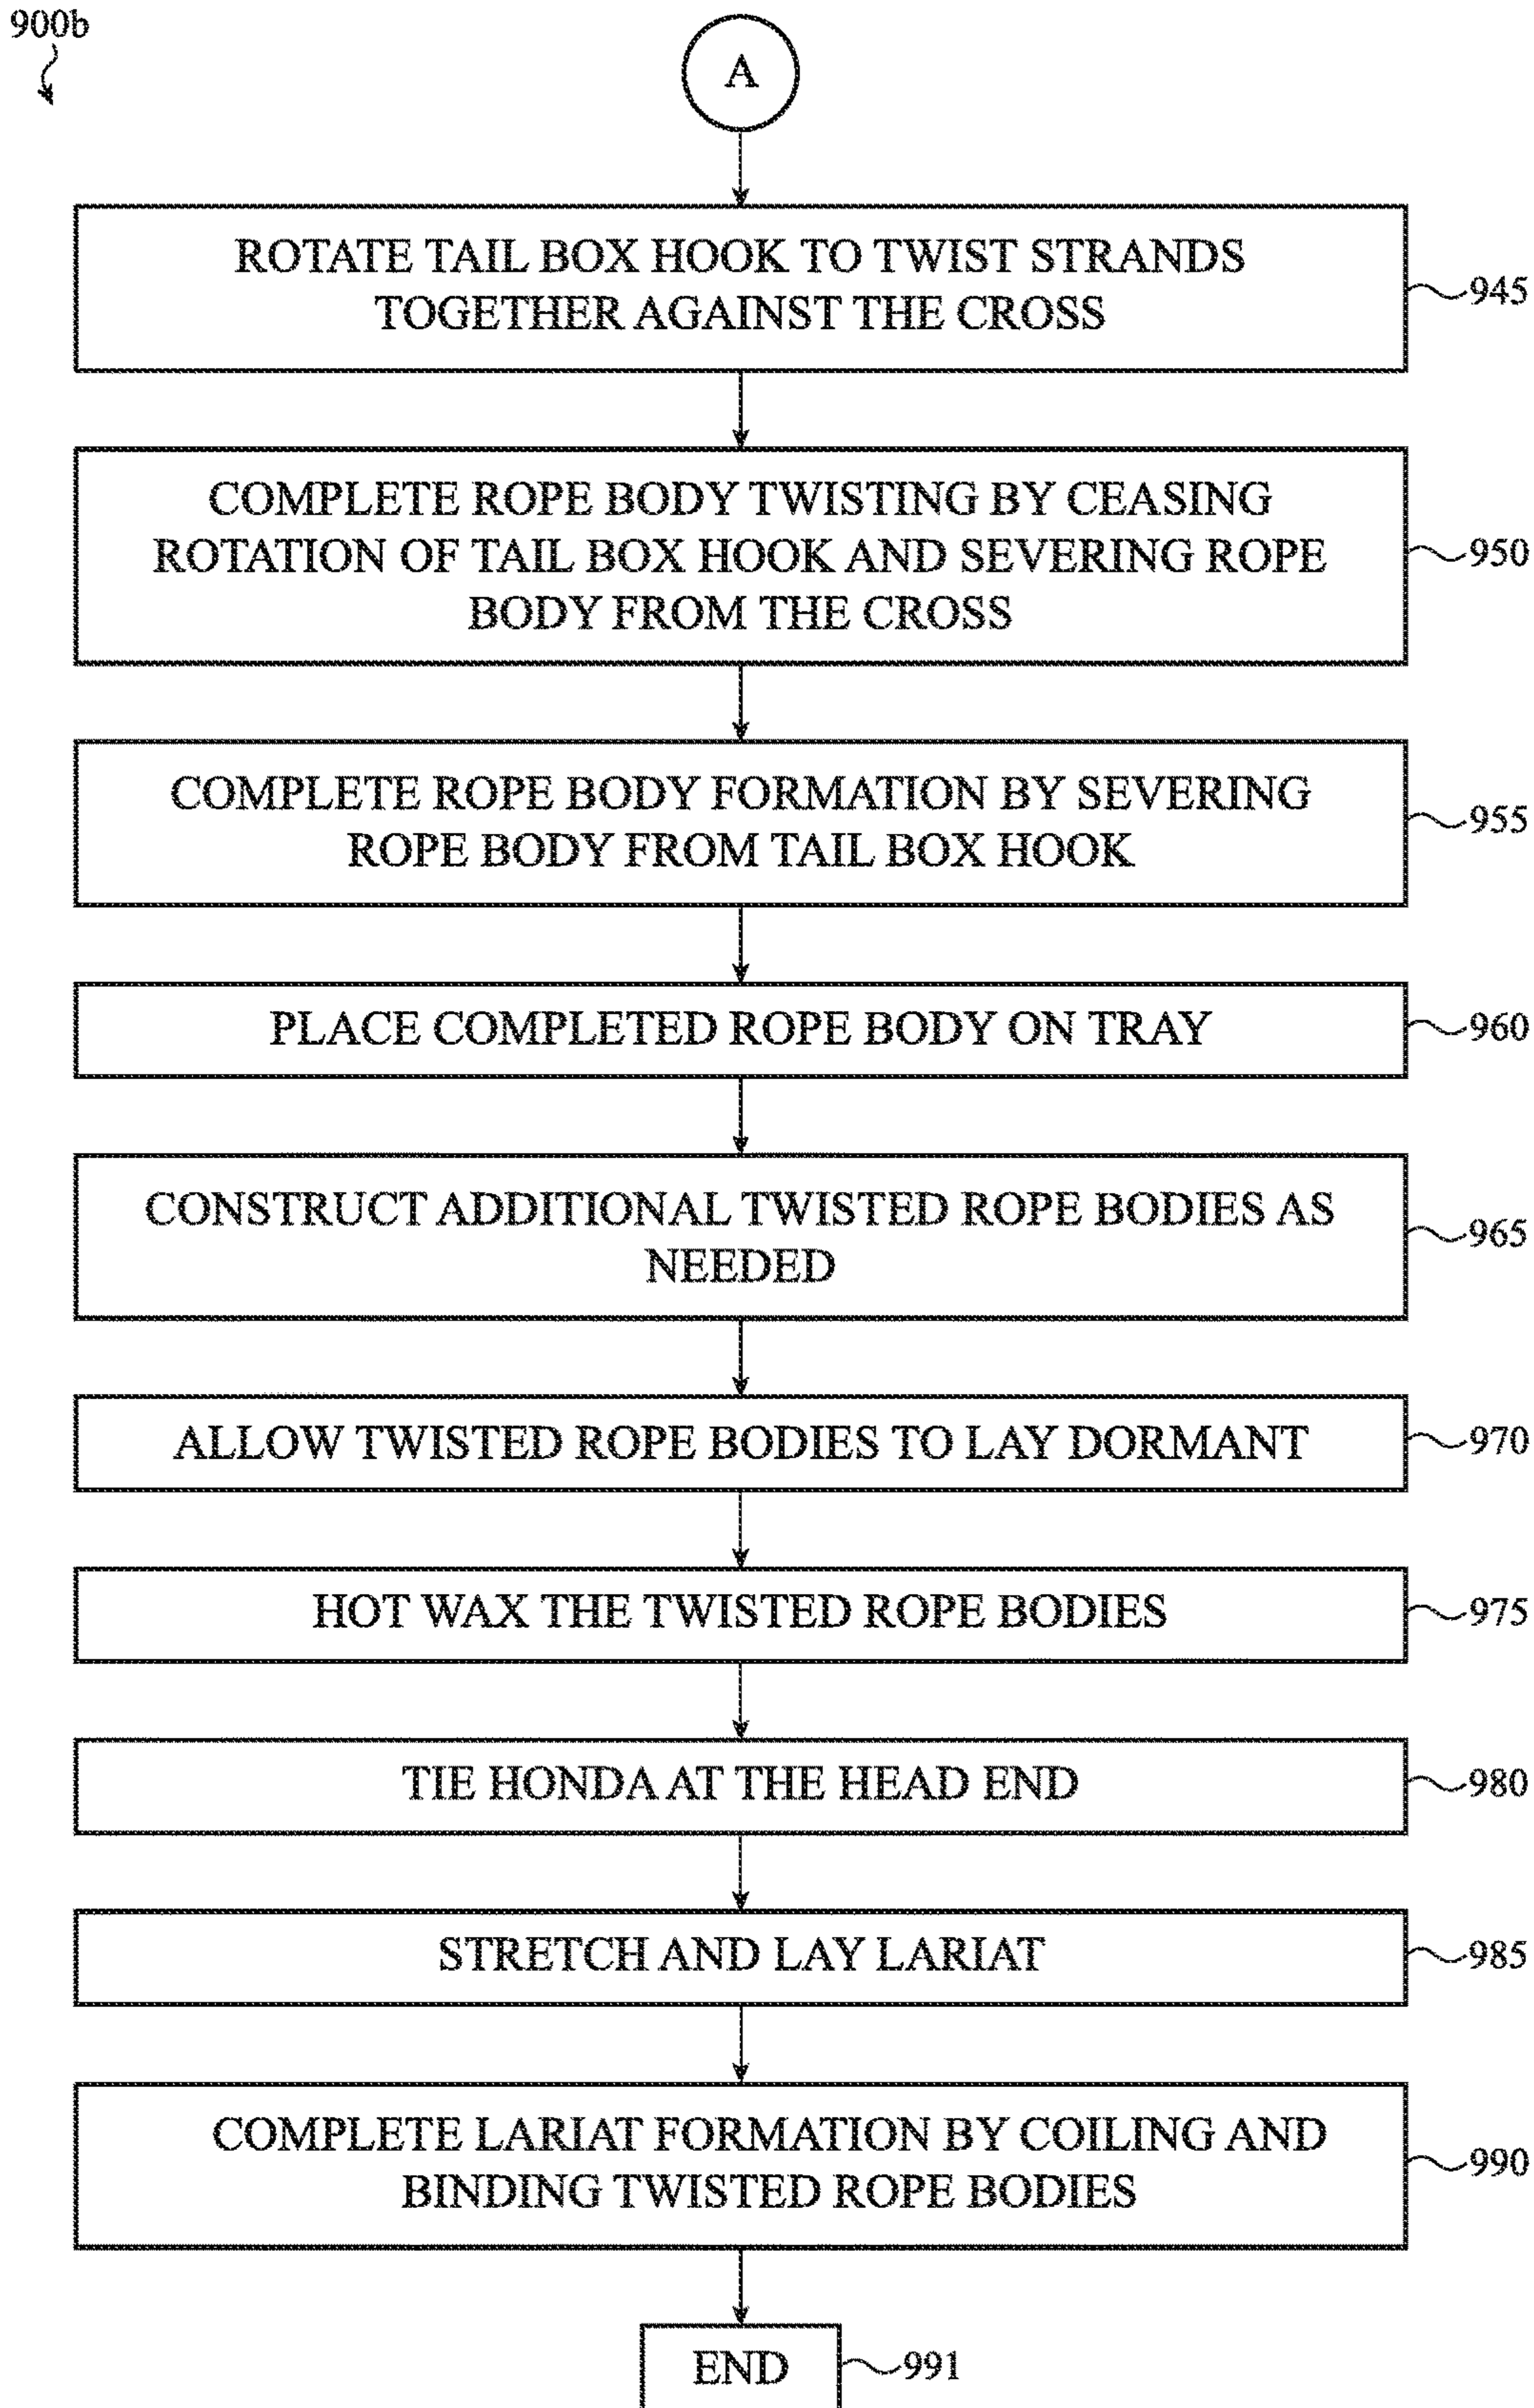 900b
A
ROTATE TAIL BOX HOOK TO TWIST STRANDS
TOGETHER AGAINST THE CROSS
945
COMPLETE ROPE BODY TWISTING BY CEASING
ROTATION OF TAIL BOX HOOK AND SEVERING ROPE
BODY FROM THE CROSS
950
COMPLETE ROPE BODY FORMATION BY SEVERING
ROPE BODY FROM TAIL BOX HOOK
955
PLACE COMPLETED ROPE BODY ON TRAY
960
CONSTRUCT ADDITIONAL TWISTED ROPE BODIES AS
NEEDED
965
ALLOW TWISTED ROPE BODIES TO LAY DORMANT
970
HOT WAX THE TWISTED ROPE BODIES
975
TIE HONDA AT THE HEAD END
980
STRETCH AND LAY LARIAT
985
COMPLETE LARIAT FORMATION BY COILING AND
BINDING TWISTED ROPE BODIES
990
END
991